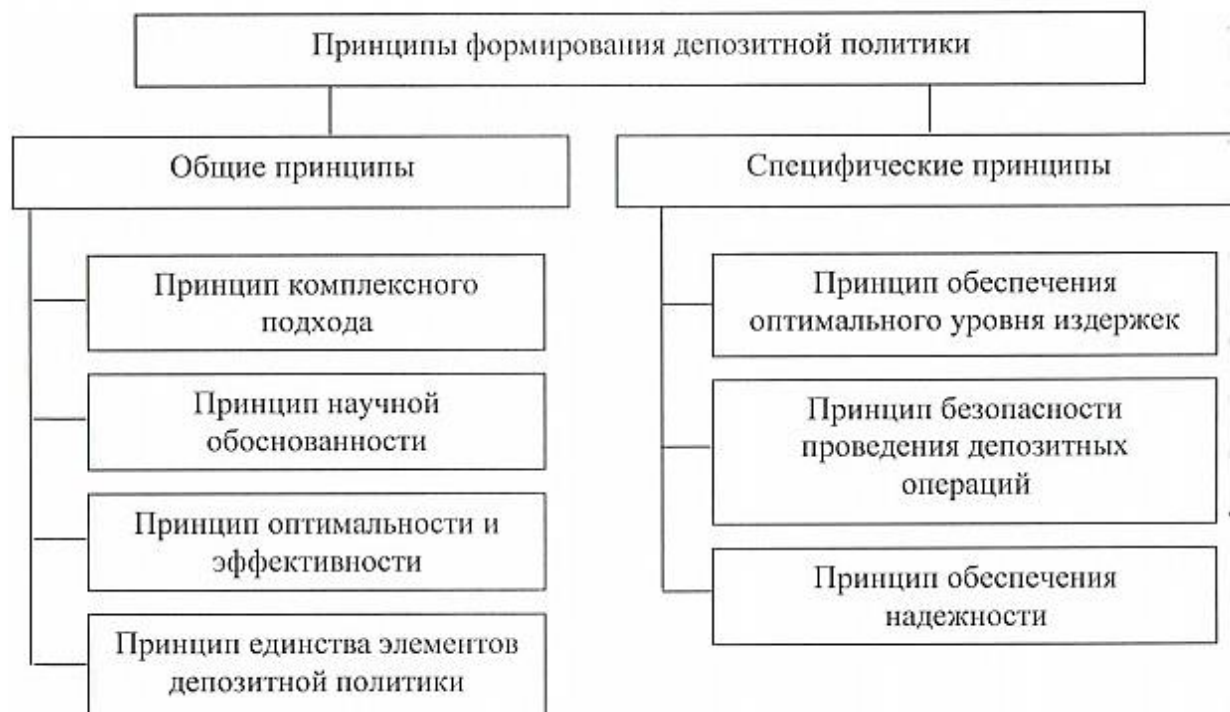 Принципы формирования депозитной политики
Общие принципы
Принцип комплексного
подхода
Принцип научной
обоснованности
Принцип оптимальности и
эффективности
Принцип единства элементов
депозитной политики
Специфические принципы
Принцип обеспечения
оптимального уровня издержек
Принцип безопасности
проведения депозитных
операций
Принцип обеспечения
надежности